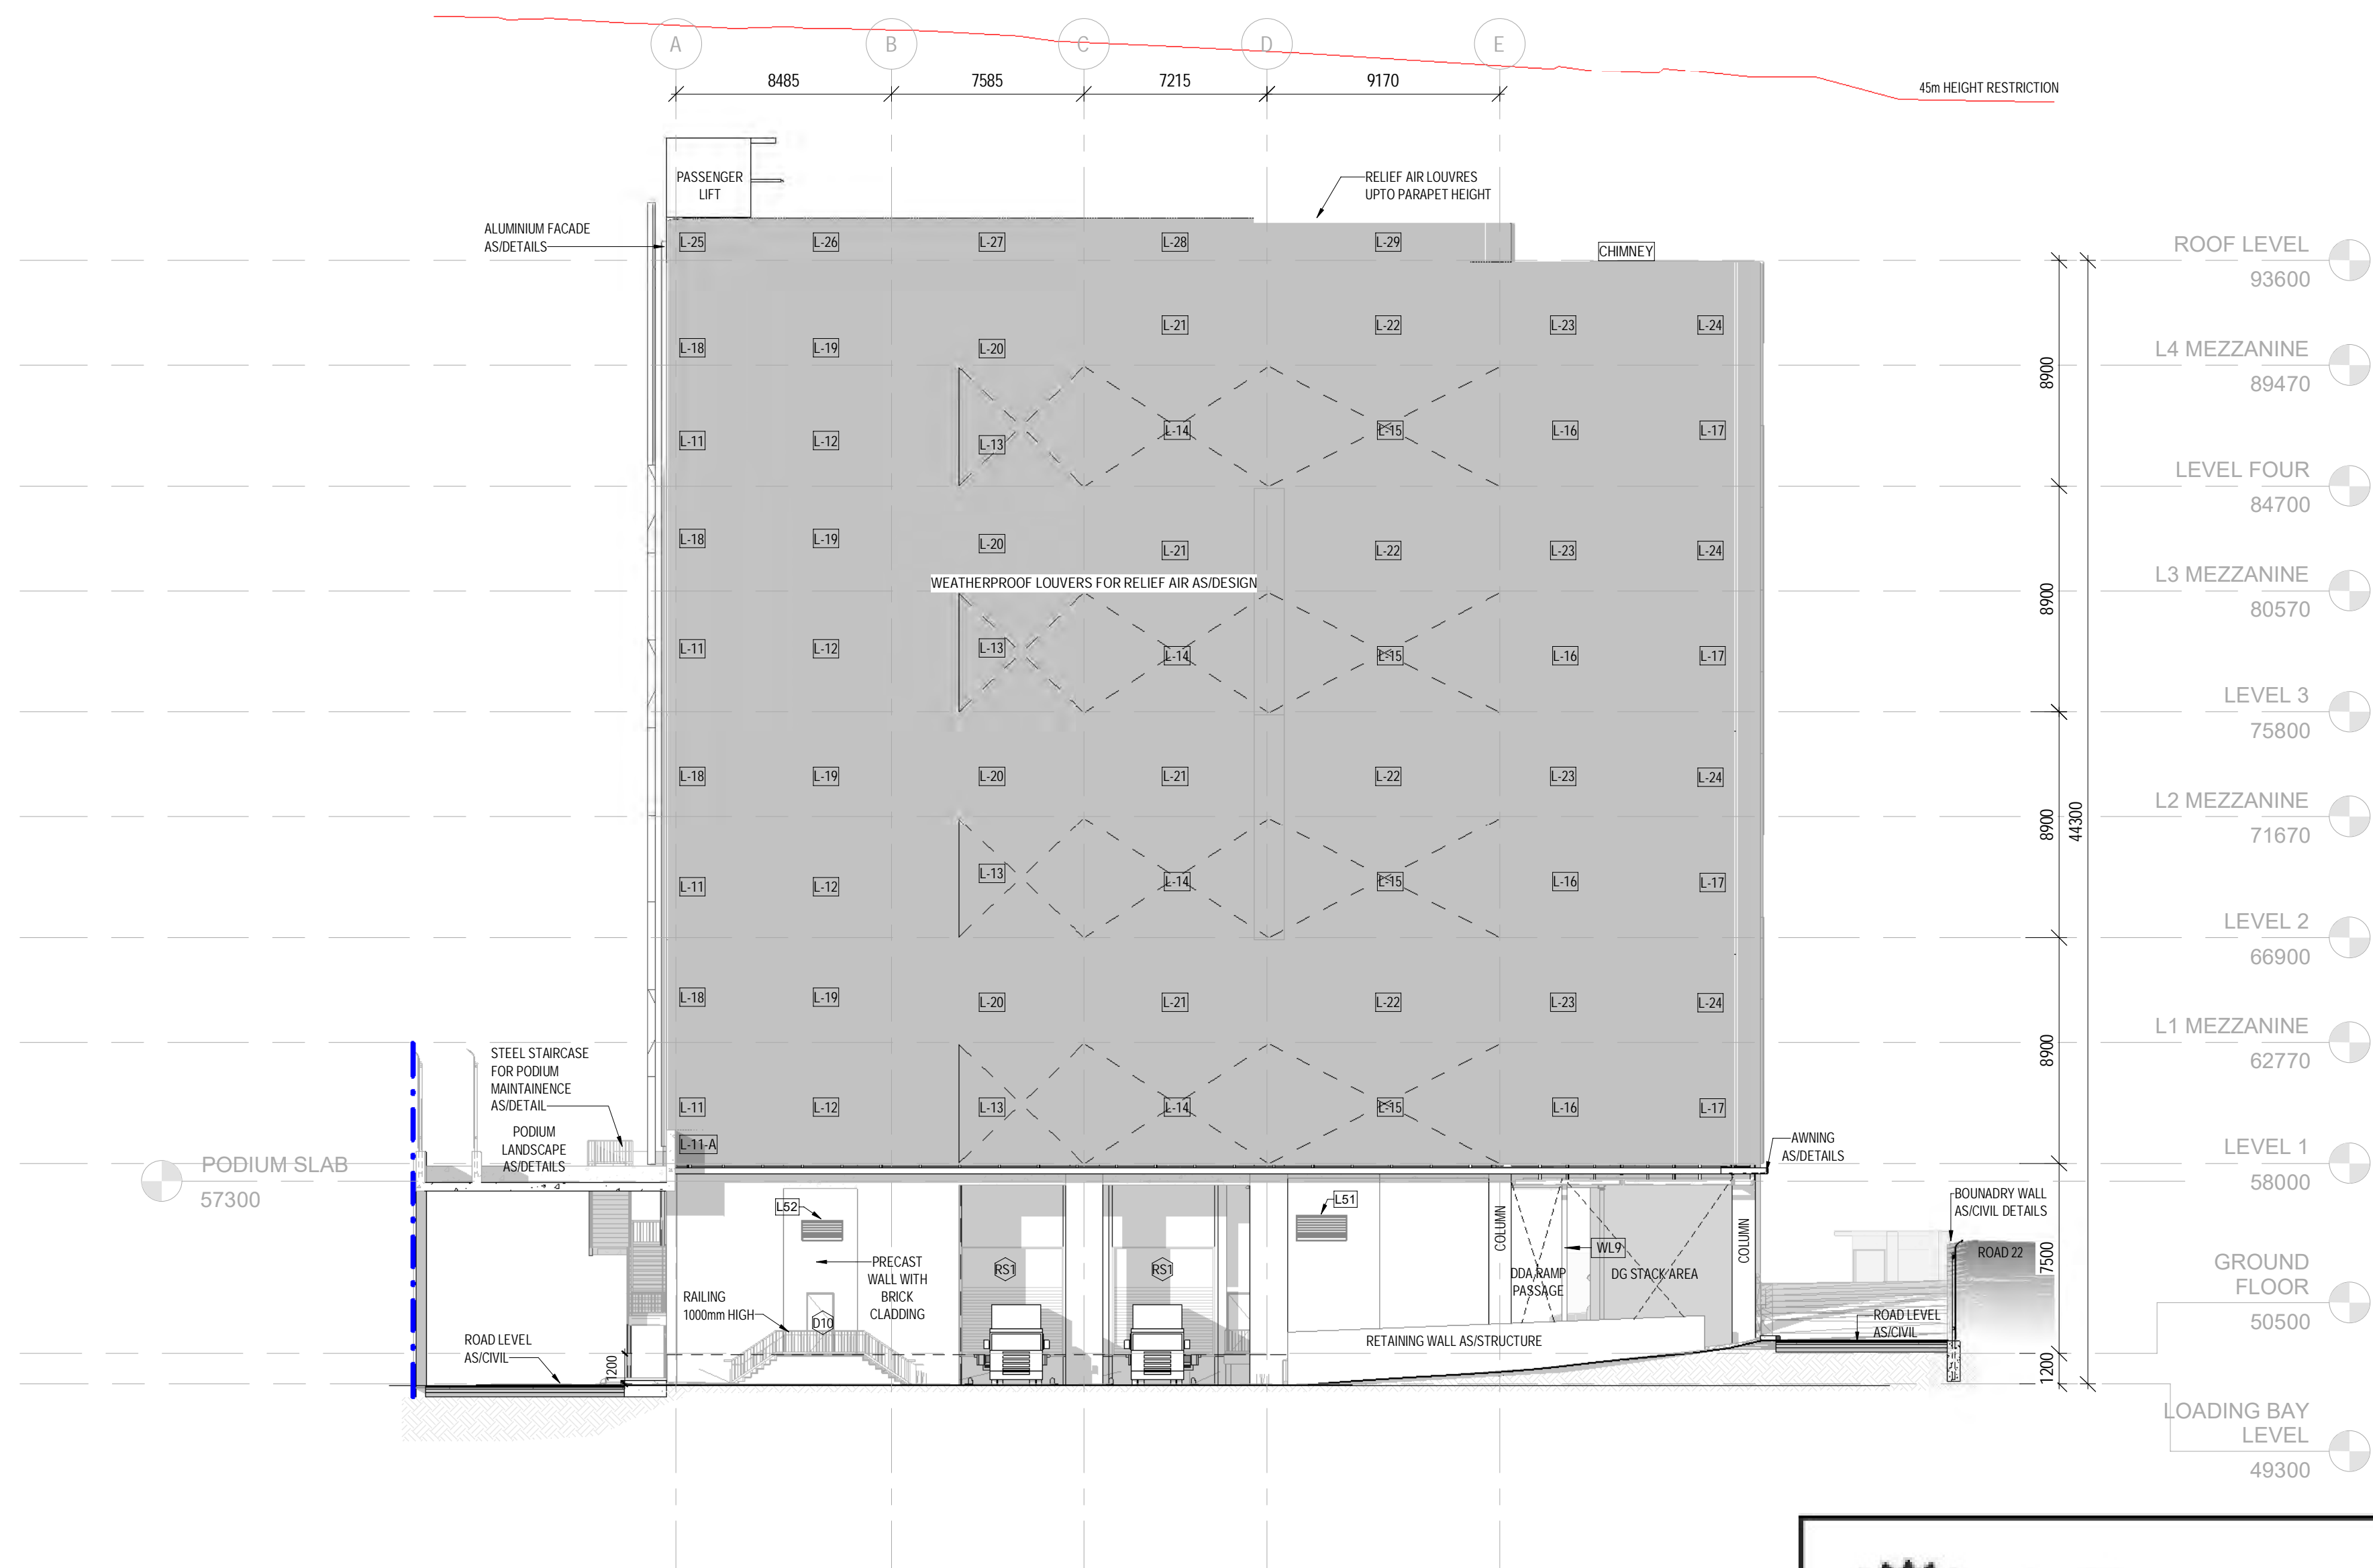 A
B
C
D
E
8485
7585
7215
9170
45m HEIGHT RESTRICTION
PASSENGER
LIFT
RELIEF AIR LOUVRES
UPTO PARAPET HEIGHT
ALUMINIUM FACADE
AS/DETAILS
L-25
L-26
L-27
L-28
L-29
CHIMNEY
ROOF LEVEL
93600
L-21
L-22
L-23
L-24
L-18
L-19
L-20
L4 MEZZANINE
89470
8900
L-11
L-12
L-13
L-14
L-15
L-16
L-17
LEVEL FOUR
84700
L-18
L-19
L-20
L-21
L-22
L-23
L-24
WEATHERPROOF LOUVERS FOR RELIEF AIR AS/DESIGN
L3 MEZZANINE
80570
8900
L-11
L-12
L-13
L-14
L-15
L-16
L-17
LEVEL 3
75800
L-18
L-19
L-20
L-21
L-22
L-23
L-24
L2 MEZZANINE
71670
8900
44300
L-11
L-12
L-13
L-14
L-15
L-16
L-17
LEVEL 2
66900
L-18
L-19
L-20
L-21
L-22
L-23
L-24
L1 MEZZANINE
62770
8900
STEEL STAIRCASE
FOR PODIUM
MAINTAINENCE
AS/DETAIL
L-11
L-12
L-13
L-14
L-15
L-16
L-17
PODIUM
LANDSCAPE
AS/DETAILS
L-11-A
AWNING
AS/DETAILS
LEVEL 1
58000
PODIUM SLAB
57300
L52
L51
COLUMN
COLUMN
BOUNADRY WALL
AS/CIVIL DETAILS
ROAD 22
7500
PRECAST
WALL WITH
BRICK
CLADDING
RS1
RS1
WL9
DDA RAMP
PASSAGE
DG STACK AREA
GROUND
FLOOR
50500
RAILING
1000mm HIGH
D10
ROAD LEVEL
AS/CIVIL
RETAINING WALL AS/STRUCTURE
ROAD LEVEL
AS/CIVIL
1200
1200
LOADING BAY
LEVEL
49300